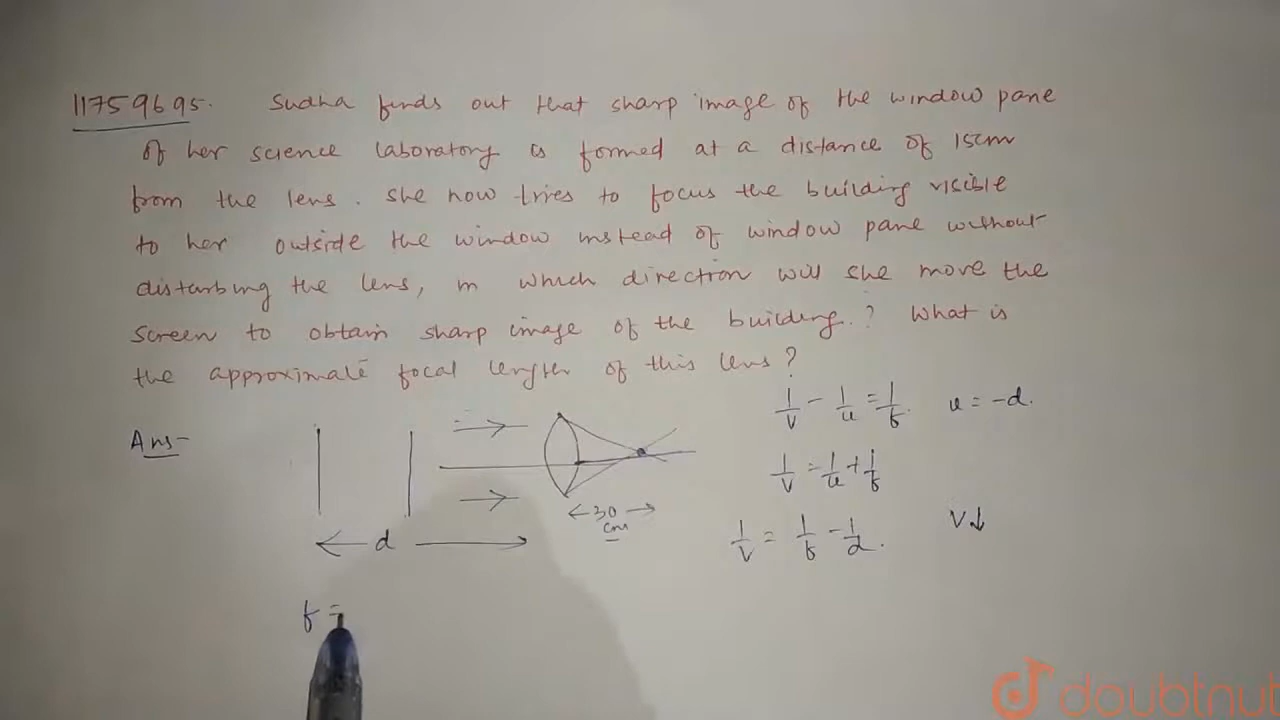 11759695. Sudha finds out that sharp image of the window pane
of her science laboratory is formed at a distance of 15cm
from the lens. She now tries to focus the building visible
to her outside the window instead of window pane without
disturbing the lens, in which direction will she move the
screen to obtain sharp image of the building.? What is
the approximate focal length of this lens?
Ans-
1/v - 1/u = 1/f. u = -d.
1/v = 1/u + 1/f
1/v = 1/f - 1/d. v↓
←30→
cm
← d →
f =
doubtnut